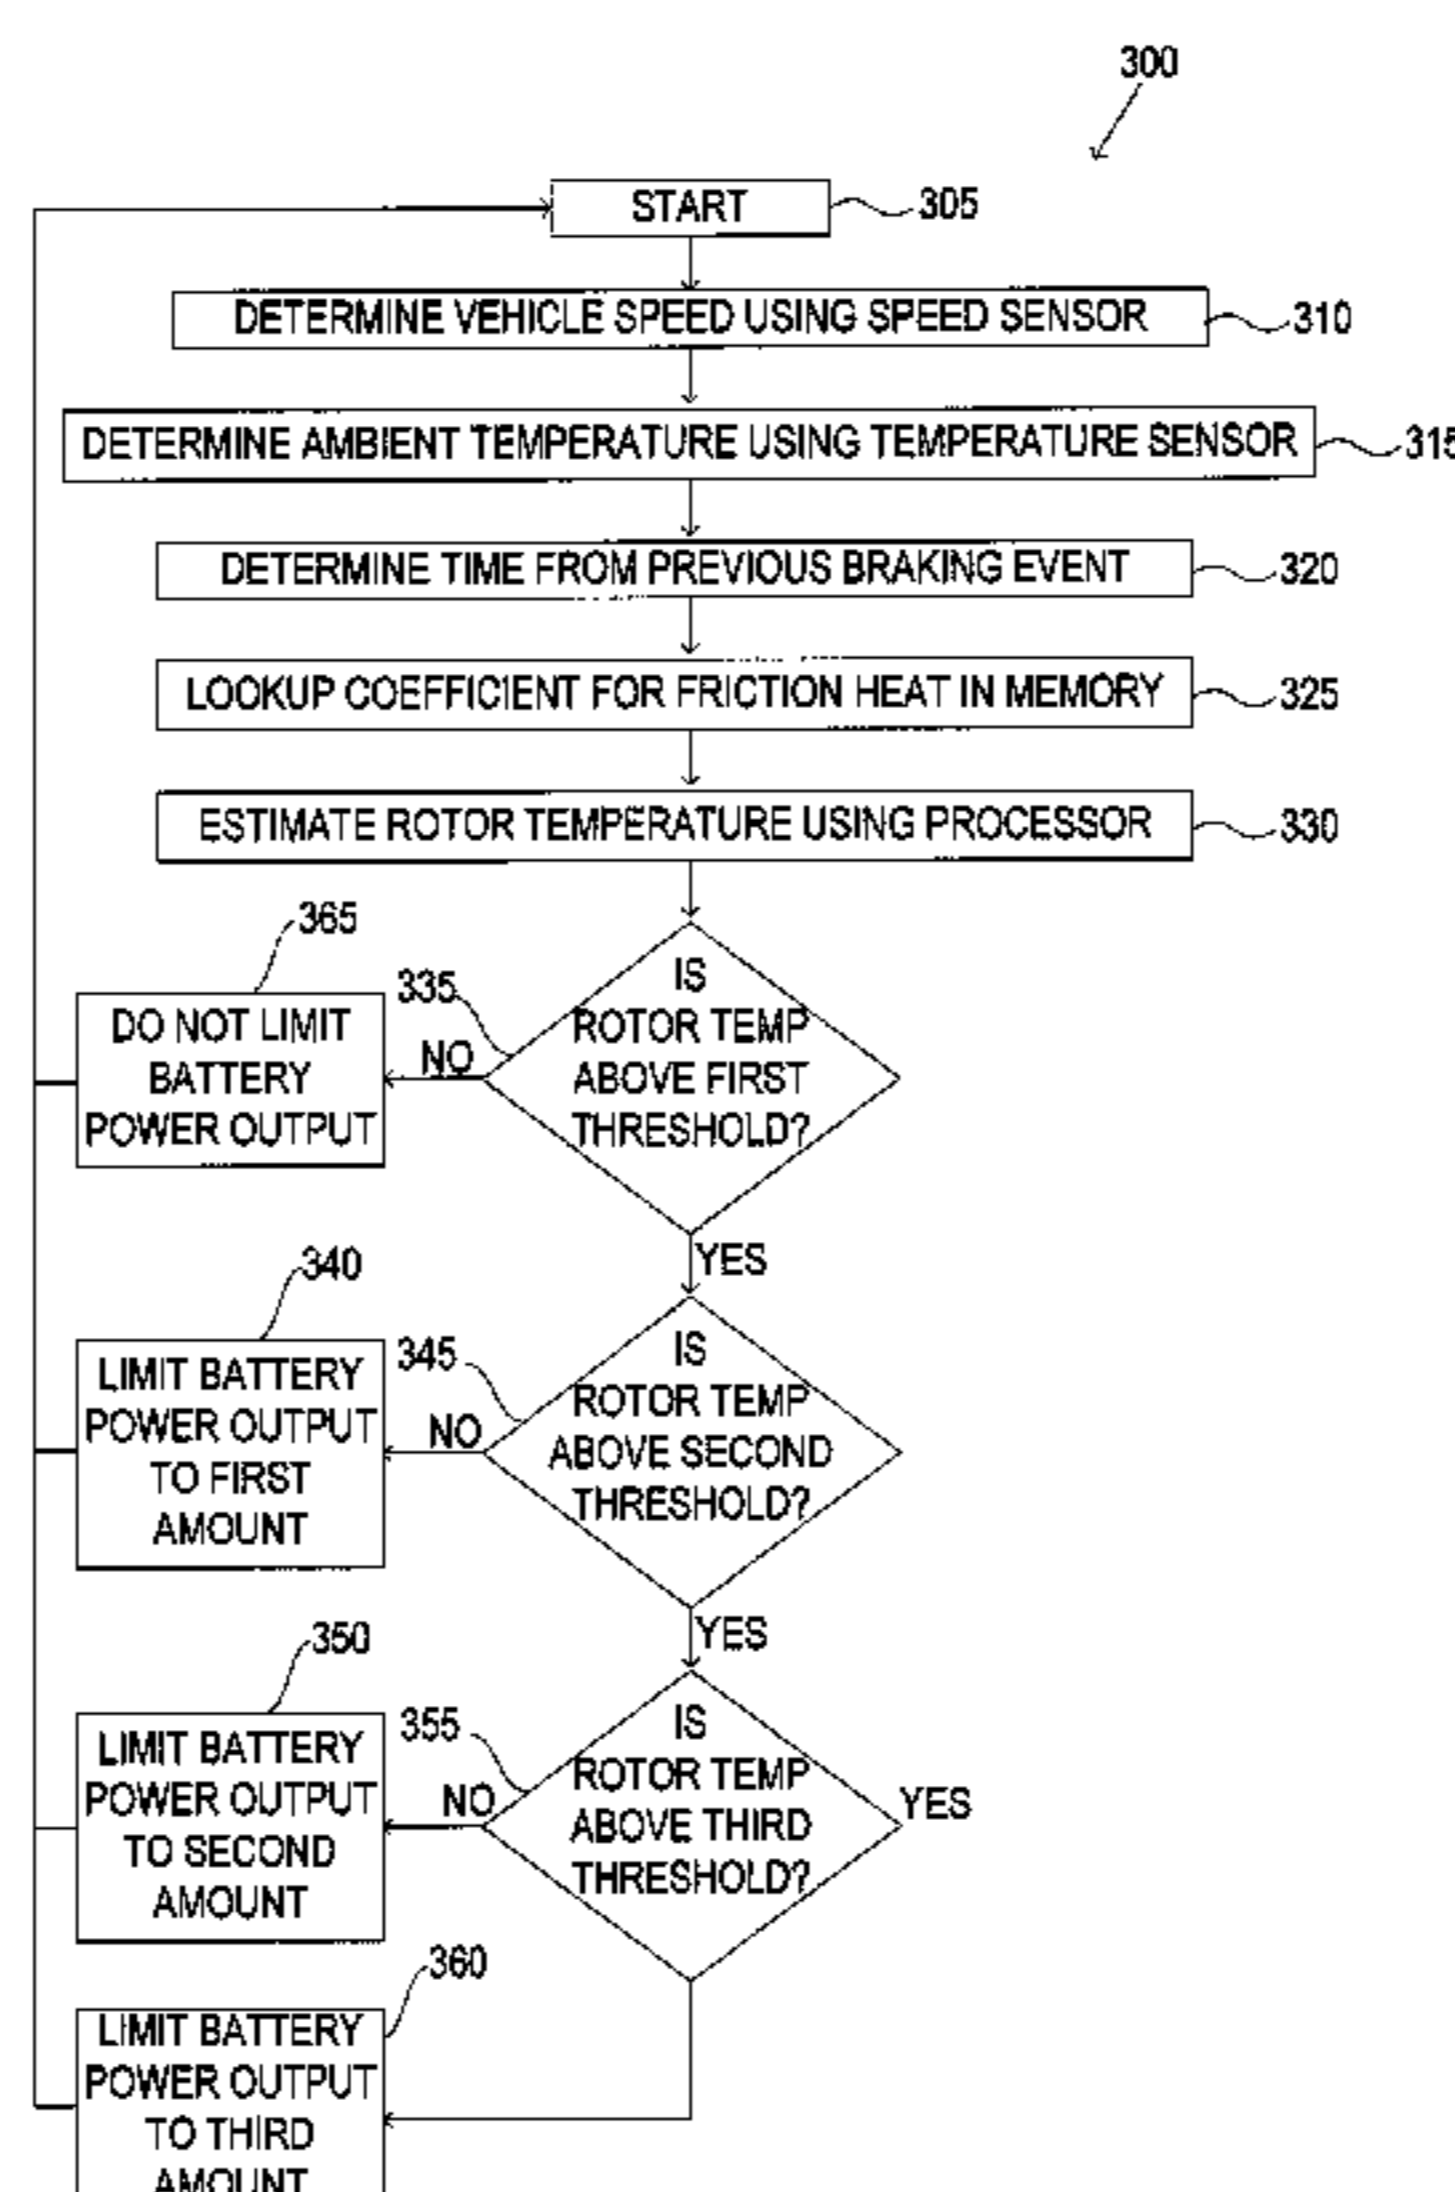 300
START
305
DETERMINE VEHICLE SPEED USING SPEED SENSOR
310
DETERMINE AMBIENT TEMPERATURE USING TEMPERATURE SENSOR
315
DETERMINE TIME FROM PREVIOUS BRAKING EVENT
320
LOOKUP COEFFICIENT FOR FRICTION HEAT IN MEMORY
325
ESTIMATE ROTOR TEMPERATURE USING PROCESSOR
330
365
DO NOT LIMIT
BATTERY
POWER OUTPUT
335
NO
IS
ROTOR TEMP
ABOVE FIRST
THRESHOLD?
YES
340
LIMIT BATTERY
POWER OUTPUT
TO FIRST
AMOUNT
345
NO
IS
ROTOR TEMP
ABOVE SECOND
THRESHOLD?
YES
350
LIMIT BATTERY
POWER OUTPUT
TO SECOND
AMOUNT
355
NO
IS
ROTOR TEMP
ABOVE THIRD
THRESHOLD?
YES
360
LIMIT BATTERY
POWER OUTPUT
TO THIRD
AMOUNT